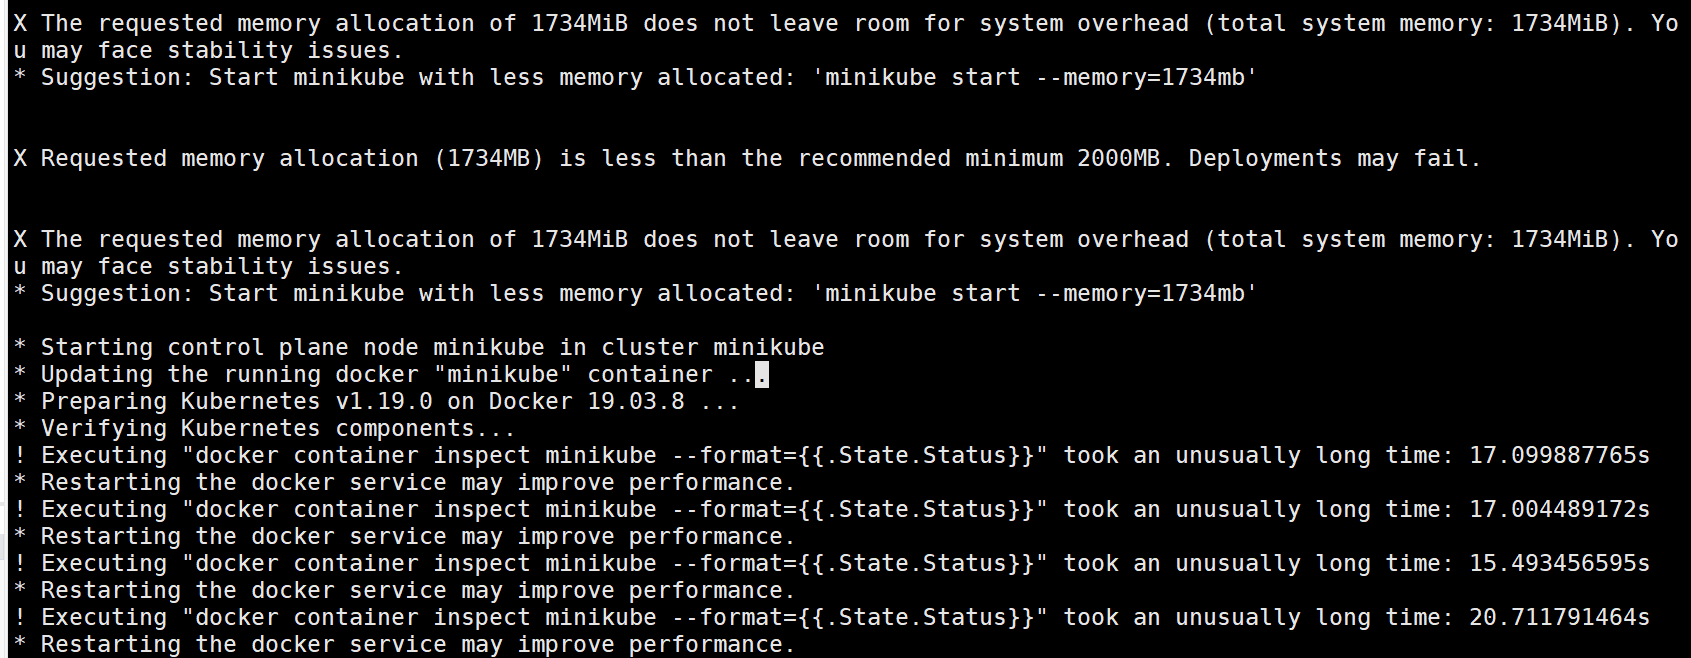 X The requested memory allocation of 1734MiB does not leave room for system overhead (total system memory: 1734MiB). Yo
u may face stability issues.
* Suggestion: Start minikube with less memory allocated: 'minikube start --memory=1734mb'
X Requested memory allocation (1734MB) is less than the recommended minimum 2000MB. Deployments may fail.
X The requested memory allocation of 1734MiB does not leave room for system overhead (total system memory: 1734MiB). Yo
u may face stability issues.
* Suggestion: Start minikube with less memory allocated: 'minikube start --memory=1734mb'
* Starting control plane node minikube in cluster minikube
* Updating the running docker "minikube" container ...
* Preparing Kubernetes v1.19.0 on Docker 19.03.8 ...
* Verifying Kubernetes components...
! Executing "docker container inspect minikube --format={{.State.Status}}" took an unusually long time: 17.099887765s
* Restarting the docker service may improve performance.
! Executing "docker container inspect minikube --format={{.State.Status}}" took an unusually long time: 17.004489172s
* Restarting the docker service may improve performance.
! Executing "docker container inspect minikube --format={{.State.Status}}" took an unusually long time: 15.493456595s
* Restarting the docker service may improve performance.
! Executing "docker container inspect minikube --format={{.State.Status}}" took an unusually long time: 20.711791464s
* Restarting the docker service may improve performance.